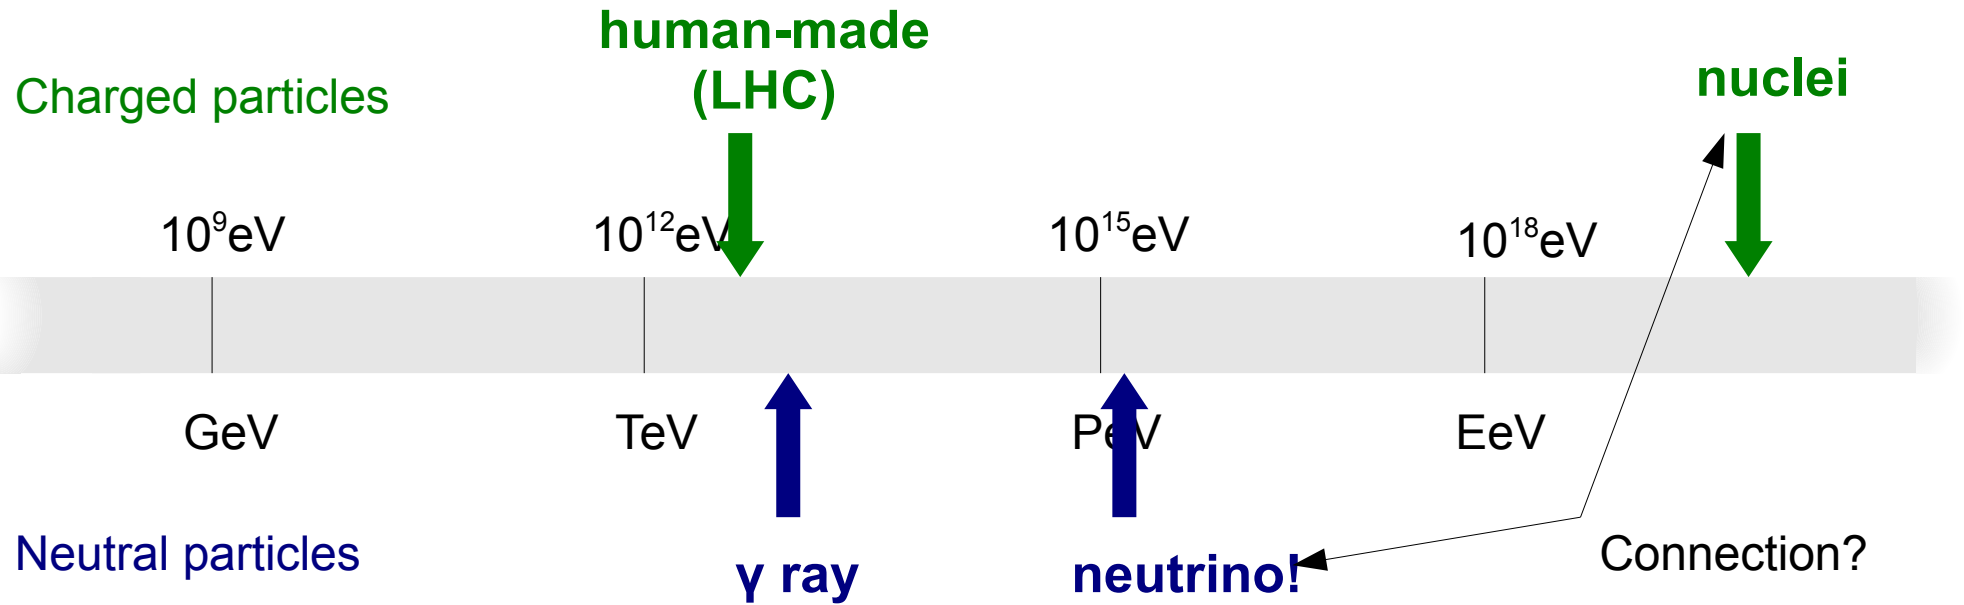 human-made
(LHC)
nuclei
Charged particles
10⁹eV
10¹²eV
10¹⁵eV
10¹⁸eV
GeV
TeV
PeV
EeV
Neutral particles
γ ray
neutrino!
Connection?